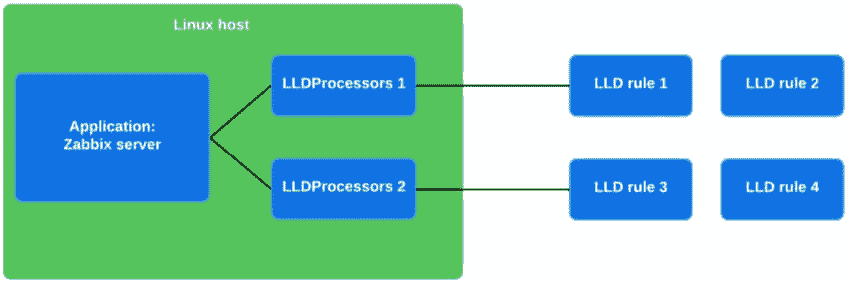 Linux host
LLDProcessors 1
LLD rule 1
LLD rule 2
Application:
Zabbix server
LLDProcessors 2
LLD rule 3
LLD rule 4